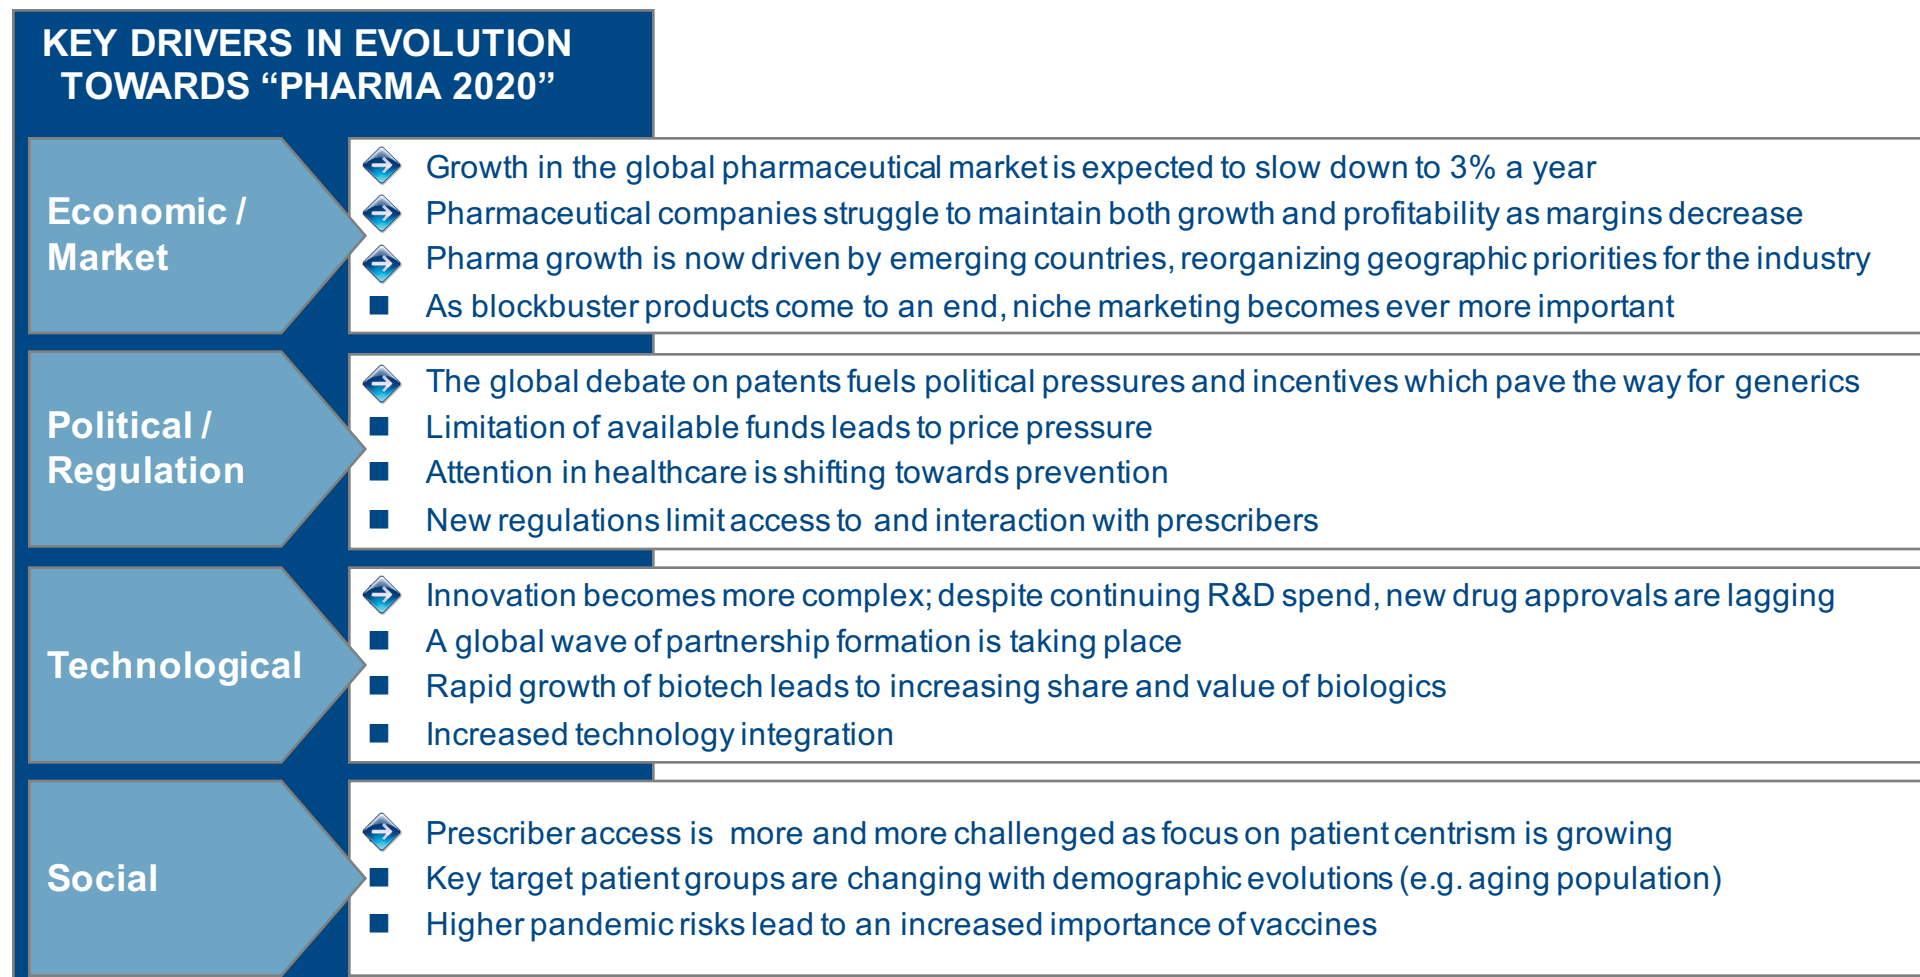 KEY DRIVERS IN EVOLUTION
TOWARDS “PHARMA 2020”
Economic /
Market
Growth in the global pharmaceutical market is expected to slow down to 3% a year
Pharmaceutical companies struggle to maintain both growth and profitability as margins decrease
Pharma growth is now driven by emerging countries, reorganizing geographic priorities for the industry
As blockbuster products come to an end, niche marketing becomes ever more important
Political /
Regulation
The global debate on patents fuels political pressures and incentives which pave the way for generics
Limitation of available funds leads to price pressure
Attention in healthcare is shifting towards prevention
New regulations limit access to and interaction with prescribers
Technological
Innovation becomes more complex; despite continuing R&D spend, new drug approvals are lagging
A global wave of partnership formation is taking place
Rapid growth of biotech leads to increasing share and value of biologics
Increased technology integration
Social
Prescriber access is more and more challenged as focus on patient centrism is growing
Key target patient groups are changing with demographic evolutions (e.g. aging population)
Higher pandemic risks lead to an increased importance of vaccines